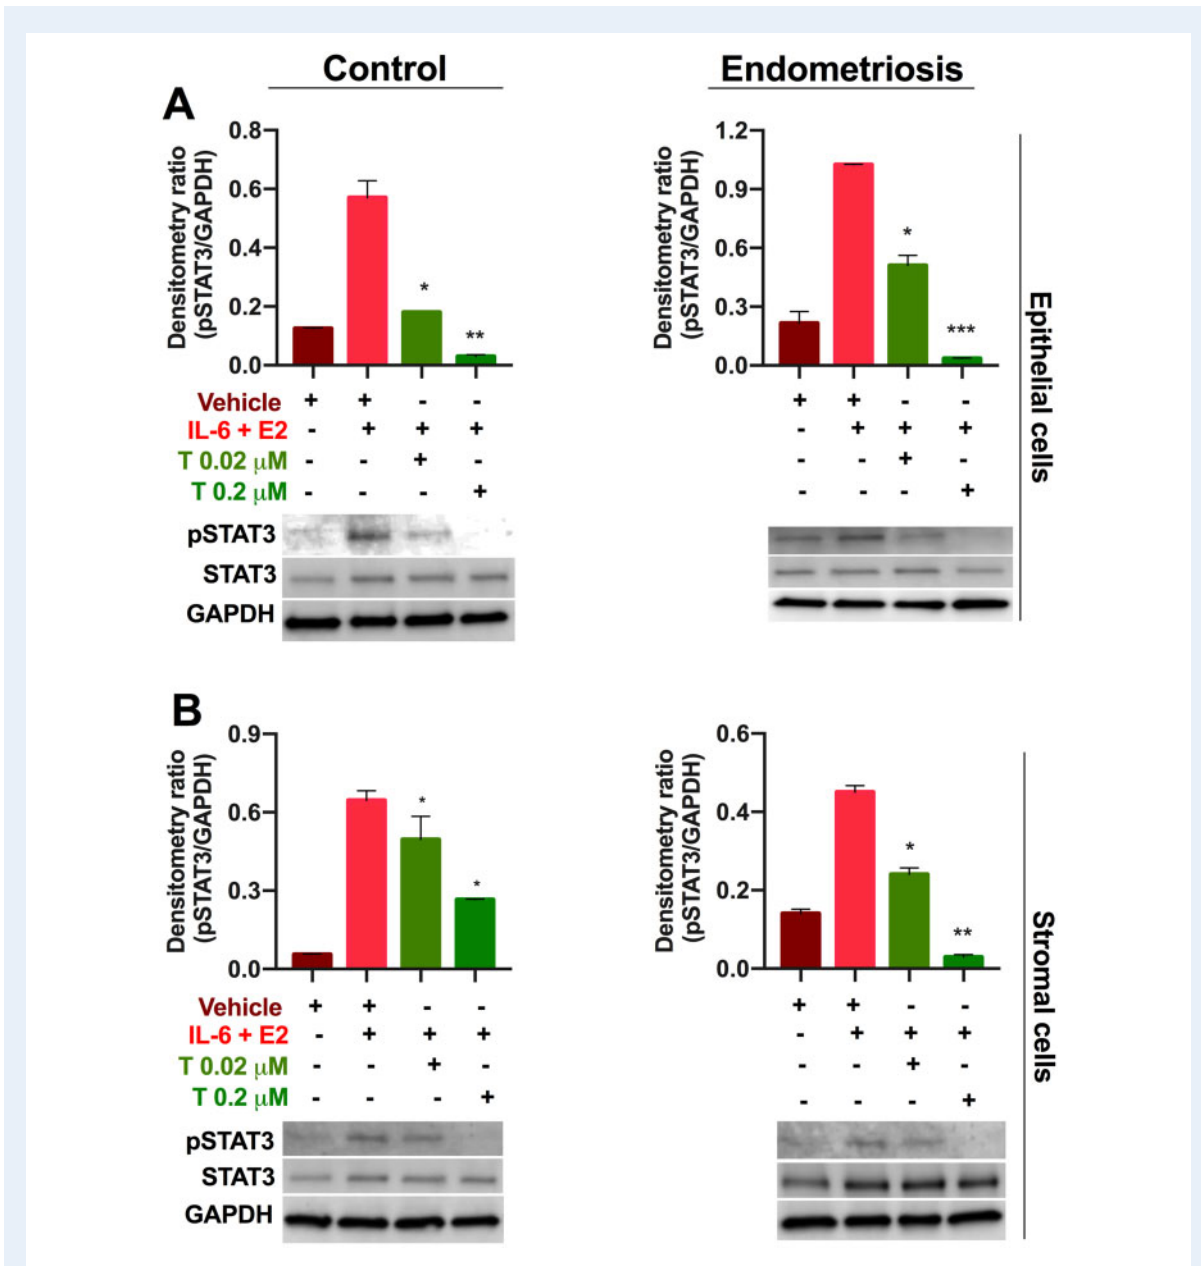 Control
Endometriosis
A
Densitometry ratio
(pSTAT3/GAPDH)
0.8
0.6
0.4
0.2
0.0
*
**
Vehicle + + - -
IL-6 + E2 - + + +
T 0.02 μM - - + -
T 0.2 μM - - - +
pSTAT3
STAT3
GAPDH
Densitometry ratio
(pSTAT3/GAPDH)
1.2
0.9
0.6
0.3
0.0
*
***
+ + - -
- + + +
- - + -
- - - +
Epithelial cells
B
Densitometry ratio
(pSTAT3/GAPDH)
0.9
0.6
0.3
0.0
*
*
Vehicle + + - -
IL-6 + E2 - + + +
T 0.02 μM - - + -
T 0.2 μM - - - +
pSTAT3
STAT3
GAPDH
Densitometry ratio
(pSTAT3/GAPDH)
0.6
0.4
0.2
0.0
*
**
+ + - -
- + + +
- - + -
- - - +
Stromal cells